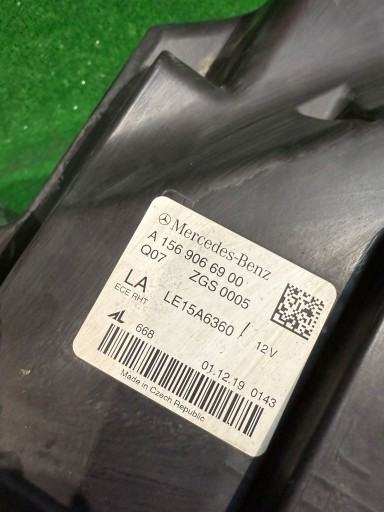 Mercedes-Benz
A 156 906 69 00
Q07 ZGS 0005
LA LE15A6360 / 12V
ECE RHT
AL 668 01.12.19 0143
Made in Czech Republic